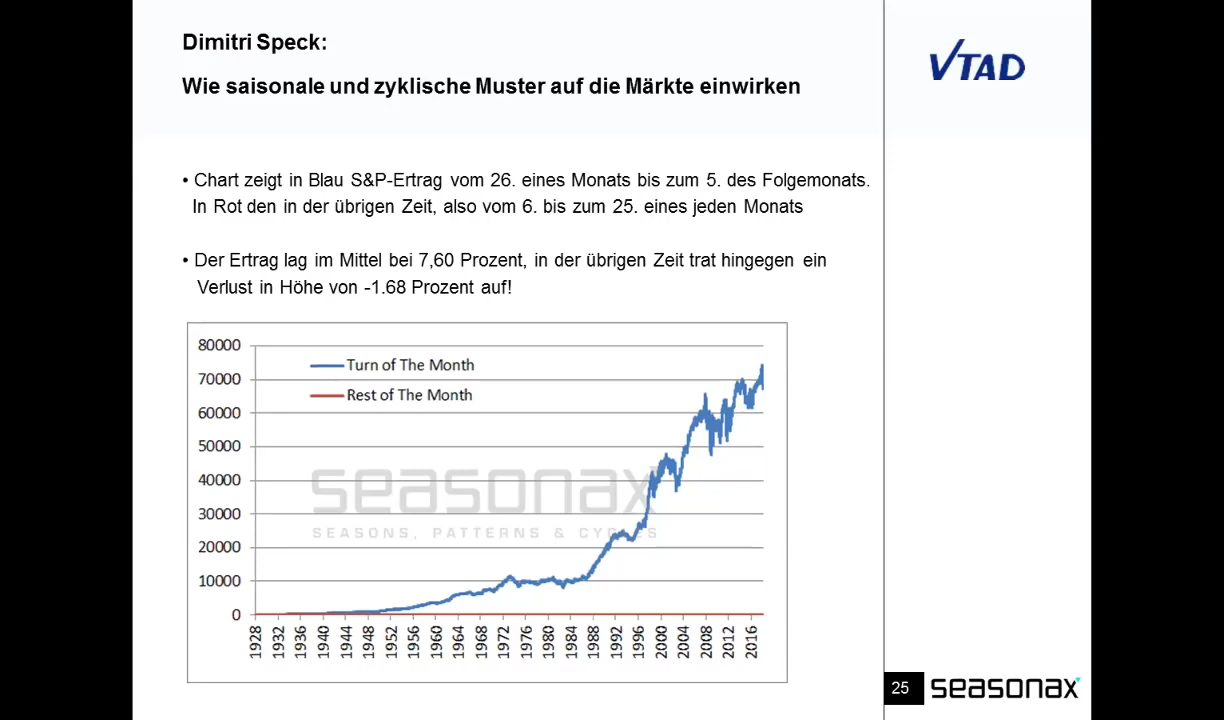 Dimitri Speck:
VTAD
Wie saisonale und zyklische Muster auf die Märkte einwirken
• Chart zeigt in Blau S&P-Ertrag vom 26. eines Monats bis zum 5. des Folgemonats.
In Rot den in der übrigen Zeit, also vom 6. bis zum 25. eines jeden Monats
• Der Ertrag lag im Mittel bei 7,60 Prozent, in der übrigen Zeit trat hingegen ein
Verlust in Höhe von -1.68 Prozent auf!
80000
70000
60000
50000
40000
30000
20000
10000
0
Turn of The Month
Rest of The Month
seasonax
SEASONS, PATTERNS & CYCLES
1928 1932 1936 1940 1944 1948 1952 1956 1960 1964 1968 1972 1976 1980 1984 1988 1992 1996 2000 2004 2008 2012 2016
25
seasonax